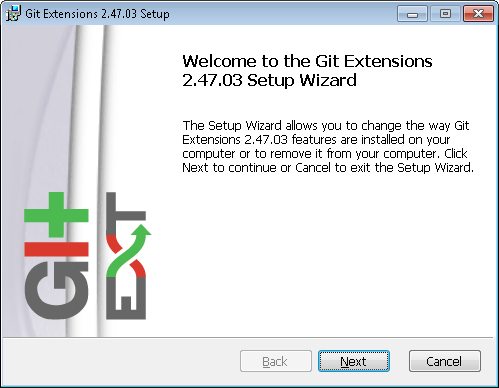 Git Extensions 2.47.03 Setup
Welcome to the Git Extensions
2.47.03 Setup Wizard
The Setup Wizard allows you to change the way Git
Extensions 2.47.03 features are installed on your
computer or to remove it from your computer. Click
Next to continue or Cancel to exit the Setup Wizard.
GIT
EXT
Back
Next
Cancel